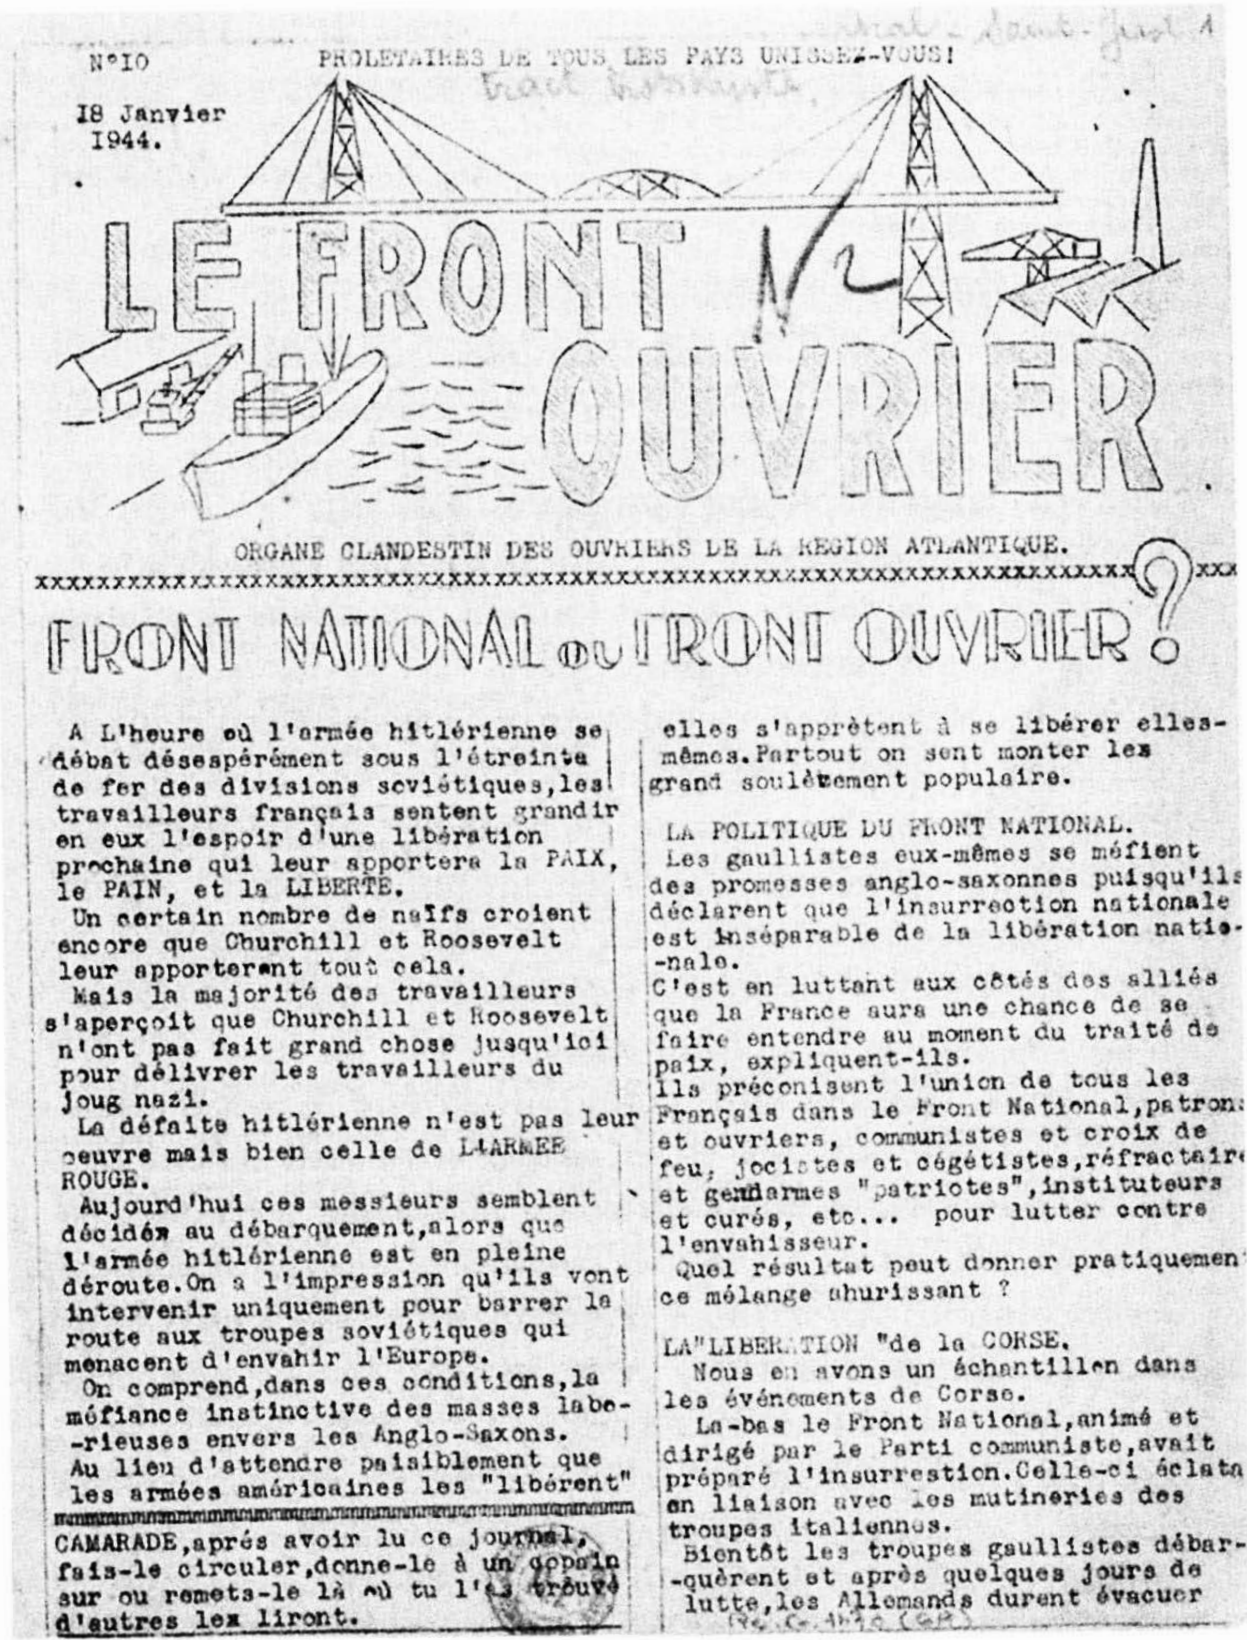 N°I0
PROLETAIRES DE TOUS LES PAYS UNISSEZ-VOUS!
I8 Janvier
I944.
LE FRONT
N 2
OUVRIER
ORGANE CLANDESTIN DES OUVRIERS DE LA REGION ATLANTIQUE.
FRONT NATIONAL ou FRONT OUVRIER ?
A L'heure où l'armée hitlérienne se
débat désespérément sous l'étreinte
de fer des divisions soviétiques,les
travailleurs français sentent grandir
en eux l'espoir d'une libération
prochaine qui leur apportera la PAIX,
le PAIN, et la LIBERTE.
Un certain nombre de naïfs croient
encore que Churchill et Roosevelt
leur apporterent tout cela.
Mais la majorité des travailleurs
s'aperçoit que Churchill et Roosevelt
n'ont pas fait grand chose jusqu'ici
pour délivrer les travailleurs du
joug nazi.
La défaite hitlérienne n'est pas leur
oeuvre mais bien celle de L'ARMEE
ROUGE.
Aujourd'hui ces messieurs semblent
décidés au débarquement,alors que
l'armée hitlérienne est en pleine
déroute.On a l'impression qu'ils vont
intervenir uniquement pour barrer la
route aux troupes soviétiques qui
menacent d'envahir l'Europe.
On comprend,dans ces conditions,la
méfiance instinctive des masses labo-
-rieuses envers les Anglo-Saxons.
Au lieu d'attendre paisiblement que
les armées américaines les "libérent"
CAMARADE,aprés avoir lu ce journal,
fais-le circuler,donne-le à un copain
sur ou remets-le là où tu l'as trouvé
d'autres les liront.
elles s'apprètent à se libérer elles-
mêmes.Partout on sent monter les
grand soulèvement populaire.
LA POLITIQUE DU FRONT NATIONAL.
Les gaullistes eux-mêmes se méfient
des promesses anglo-saxonnes puisqu'ils
déclarent que l'insurrection nationale
est inséparable de la libération natio-
-nale.
C'est en luttant aux côtés des alliés
que la France aura une chance de se
faire entendre au moment du traité de
paix, expliquent-ils.
Ils préconisent l'union de tous les
Français dans le Front National,patrons
et ouvriers, communistes et croix de
feu, jocistes et cégétistes,réfractaire
et gendarmes "patriotes",instituteurs
et curés, etc... pour lutter contre
l'envahisseur.
Quel résultat peut donner pratiquemen
ce mélange ahurissant ?
LA"LIBERATION "de la CORSE.
Nous en avons un échantillon dans
les événements de Corse.
La-bas le Front National,animé et
dirigé par le Parti communiste,avait
préparé l'insurrestion.Celle-ci éclata
en liaison avec les mutineries des
troupes italiennes.
Bientôt les troupes gaullistes débar-
-quèrent et après quelques jours de
lutte,les Allemands durent évacuer